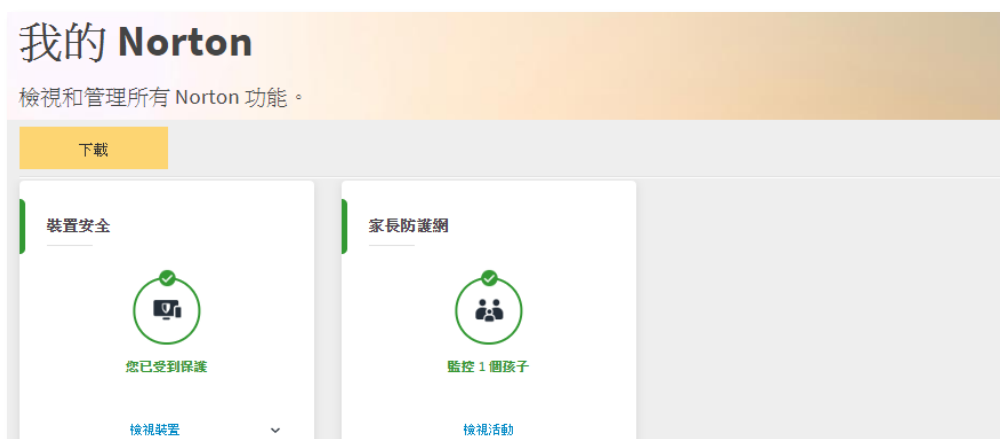 我的 Norton
檢視和管理所有 Norton 功能。
下載
裝置安全
家長防護網
您已受到保護
監控 1 個孩子
檢視裝置
檢視活動